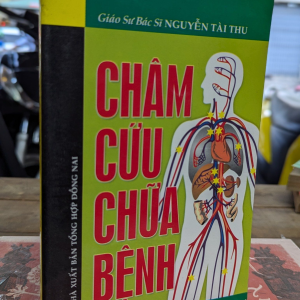 Giáo Sư Bác Sĩ NGUYỄN TÀI THU
CHÂM
CỨU
CHỮA
BỆNH
NHÀ XUẤT BẢN TỔNG HỢP ĐỒNG NAI